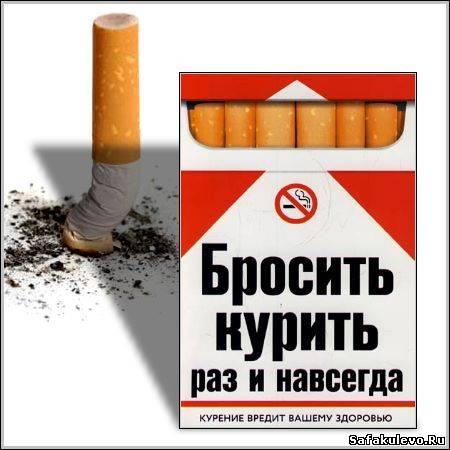 Бросить
курить
раз и навсегда
КУРЕНИЕ ВРЕДИТ ВАШЕМУ ЗДОРОВЬЮ
Safakulevo.Ru